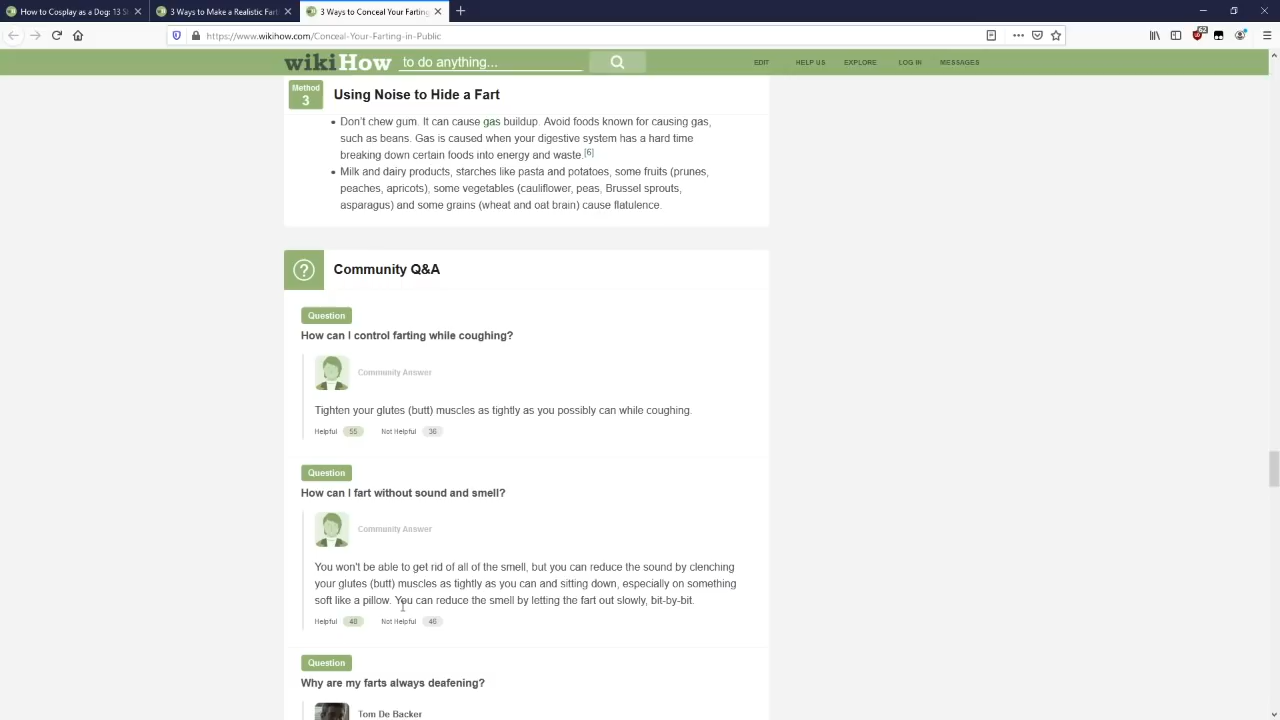 How to Cosplay as a Dog: 13 S
3 Ways to Make a Realistic Fart
3 Ways to Conceal Your Farting
https://www.wikihow.com/Conceal-Your-Farting-in-Public
wikiHow to do anything...
EDIT HELP US EXPLORE LOG IN MESSAGES
Method
3
Using Noise to Hide a Fart
Don't chew gum. It can cause gas buildup. Avoid foods known for causing gas,
such as beans. Gas is caused when your digestive system has a hard time
breaking down certain foods into energy and waste.[6]
Milk and dairy products, starches like pasta and potatoes, some fruits (prunes,
peaches, apricots), some vegetables (cauliflower, peas, Brussel sprouts,
asparagus) and some grains (wheat and oat brain) cause flatulence.
? Community Q&A
Question
How can I control farting while coughing?
Community Answer
Tighten your glutes (butt) muscles as tightly as you possibly can while coughing.
Helpful 55 Not Helpful 36
Question
How can I fart without sound and smell?
Community Answer
You won't be able to get rid of all of the smell, but you can reduce the sound by clenching
your glutes (butt) muscles as tightly as you can and sitting down, especially on something
soft like a pillow. You can reduce the smell by letting the fart out slowly, bit-by-bit.
Helpful 48 Not Helpful 46
Question
Why are my farts always deafening?
Tom De Backer